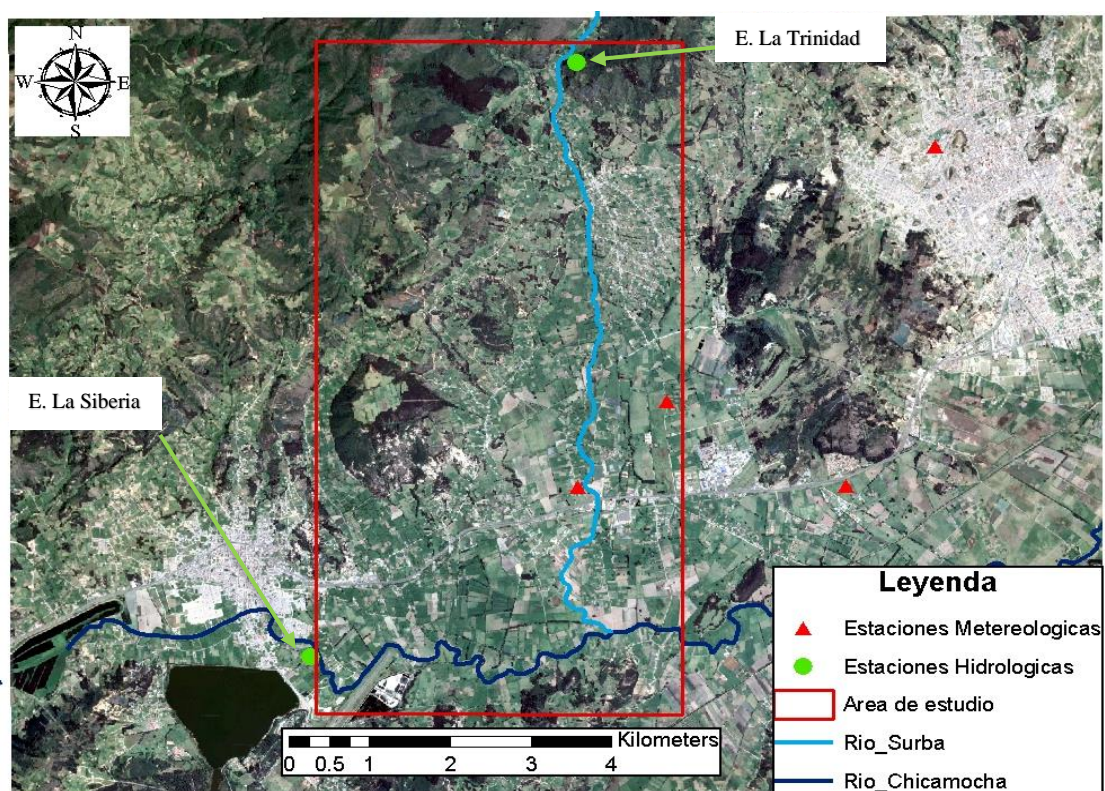 N
W E
S
E. La Trinidad
E. La Siberia
Leyenda
Estaciones Metereologicas
Estaciones Hidrologicas
Area de estudio
Rio_Surba
Rio_Chicamocha
Kilometers
0 0.5 1 2 3 4